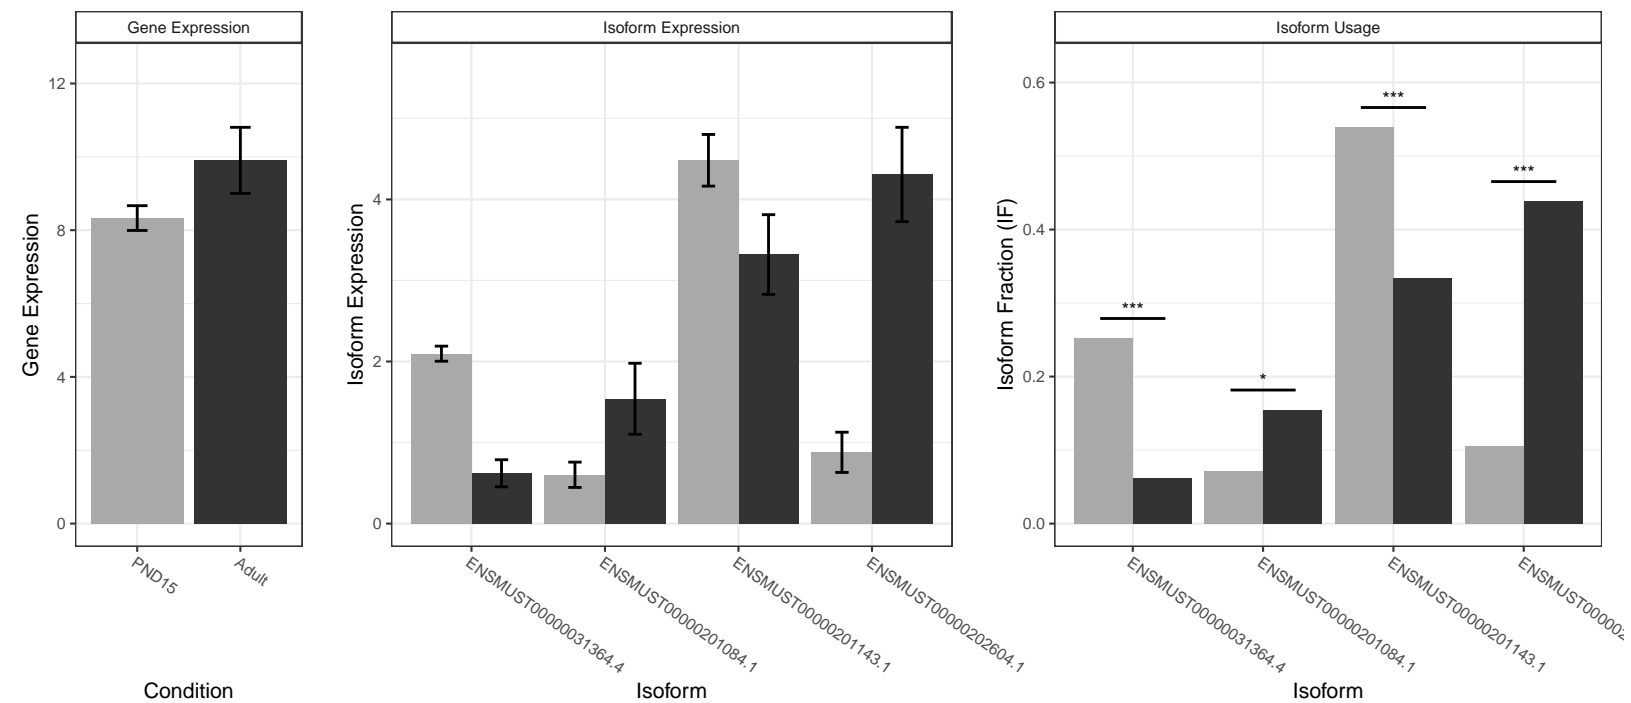 Gene Expression
Gene Expression
12
8
4
0
PND15
Adult
Condition
Isoform Expression
Isoform Expression
4
2
0
ENSMUST00000031364.4
ENSMUST00000201084.1
ENSMUST00000201143.1
ENSMUST00000202604.1
Isoform
Isoform Usage
Isoform Fraction (IF)
0.6
0.4
0.2
0.0
***
*
***
***
ENSMUST00000031364.4
ENSMUST00000201084.1
ENSMUST00000201143.1
Isoform